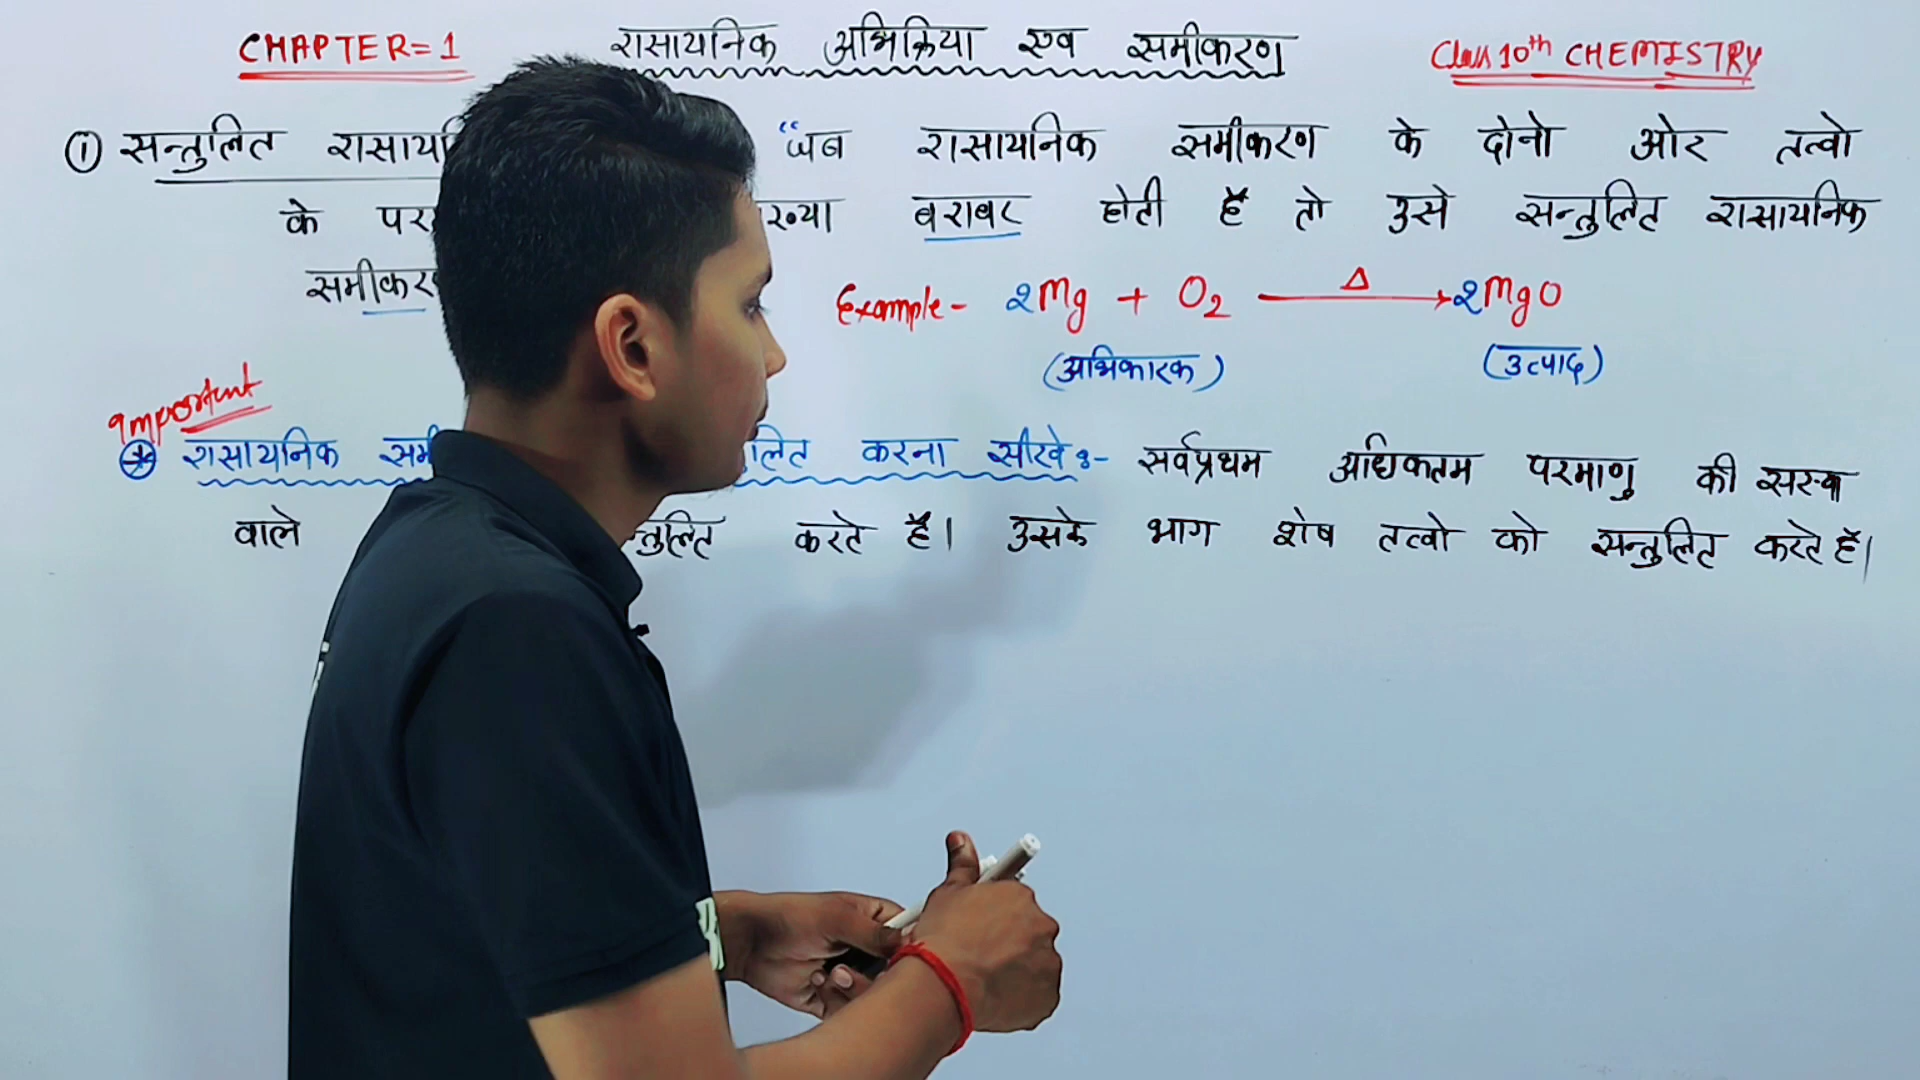 CHAPTER=1 रासायनिक अभिक्रिया एव समीकरण Class 10th CHEMISTRY
① सन्तुलित रासाय "जब रासायनिक समीकरण के दोनो ओर तत्वो
के पर ख्या बराबर होती है तो उसे सन्तुलित रासायनिक
समीकर Example- 2Mg + O₂ —Δ→ 2MgO
(अभिकारक) (उत्पाद)
Important
रासायनिक समी लित करना सीखे:- सर्वप्रथम अधिकतम परमाणु की
वाले न्तुलित करते है। उसके भाग शेष तत्वो को सन्तुलित करते है।